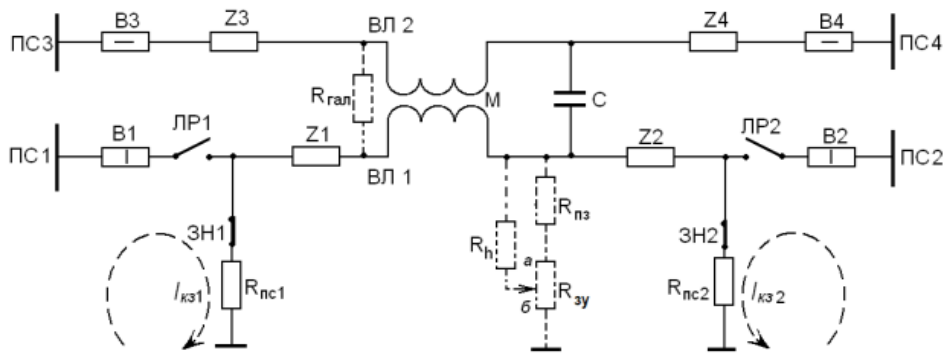 ПС3 В3 Z3 ВЛ 2 Z4 В4 ПС4
Rгал М С
ПС1 В1 ЛР1 Z1 ВЛ 1 Z2 ЛР2 В2 ПС2
ЗН1 Rh Rпз ЗН2
а
Iкз1 Rпс1 б Rзу Rпс2 Iкз2